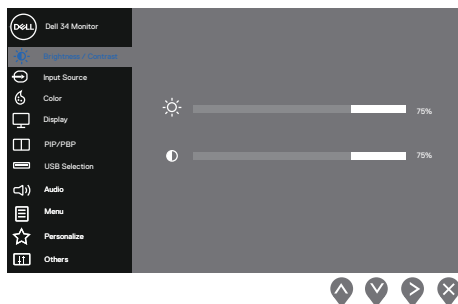 DELL
Dell 34 Monitor
Brightness / Contrast
Input Source
Color
75%
Display
PIP/PBP
75%
USB Selection
Audio
Menu
Personalize
Others